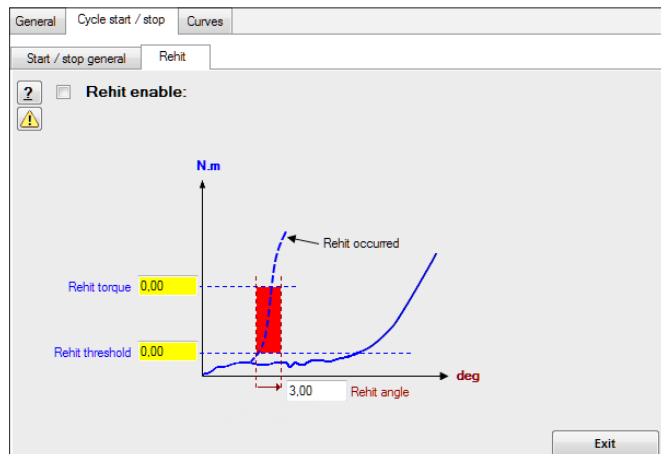 General Cycle start / stop Curves
Start / stop general Rehit
? Rehit enable:
N.m
Rehit occurred
Rehit torque 0,00
Rehit threshold 0,00
deg
3,00 Rehit angle
Exit